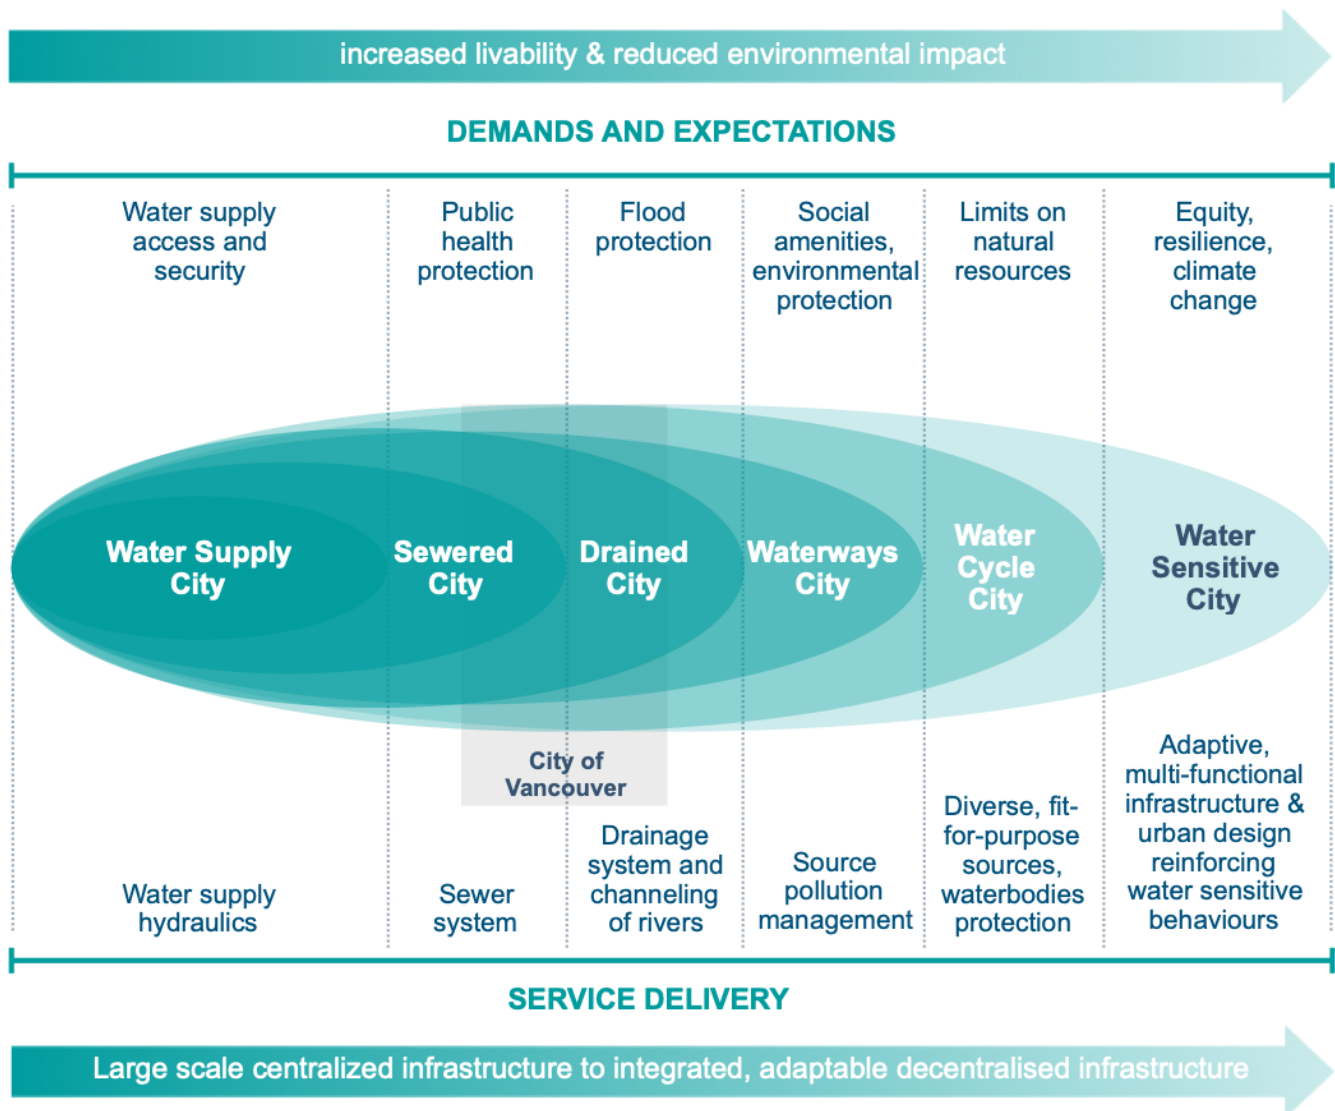 increased livability & reduced environmental impact
DEMANDS AND EXPECTATIONS
Water supply
access and
security
Public
health
protection
Flood
protection
Social
amenities,
environmental
protection
Limits on
natural
resources
Equity,
resilience,
climate
change
Water Supply
City
Sewered
City
Drained
City
Waterways
City
Water
Cycle
City
Water
Sensitive
City
City of
Vancouver
Water supply
hydraulics
Sewer
system
Drainage
system and
channeling
of rivers
Source
pollution
management
Diverse, fit-
for-purpose
sources,
waterbodies
protection
Adaptive,
multi-functional
infrastructure &
urban design
reinforcing
water sensitive
behaviours
SERVICE DELIVERY
Large scale centralized infrastructure to integrated, adaptable decentralised infrastructure